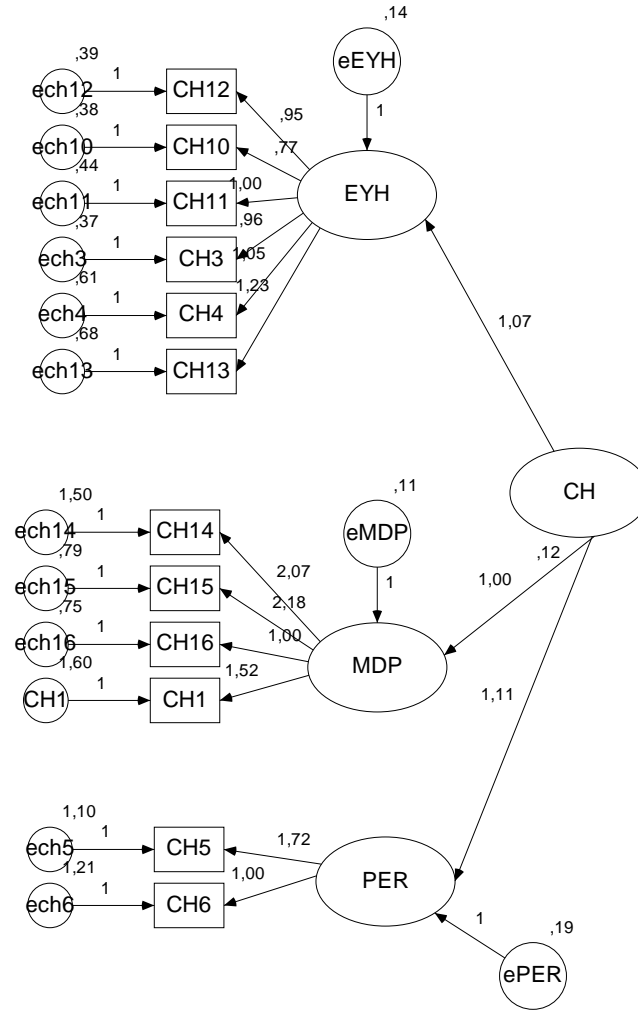 ,14
,39
eEYH
ech12 1 CH12
,38
,95
1
ech10 1 CH10
,77
,44
ech11 1 CH11 1,00 EYH
,37
,96
ech3 1 CH3 1,05
,61
1,23
ech4 1 CH4
,68
1,07
ech13 1 CH13
CH
1,50
,11
ech14 1 CH14 eMDP
,79
,12
2,07 1 1,00
ech15 1 CH15
,75
2,18
ech16 1 CH16 1,00
1,60
MDP
1,52
CH1 1 CH1
1,11
1,10
ech5 1 CH5 1,72
1,21
1,00 PER
ech6 1 CH6
1 ,19
ePER